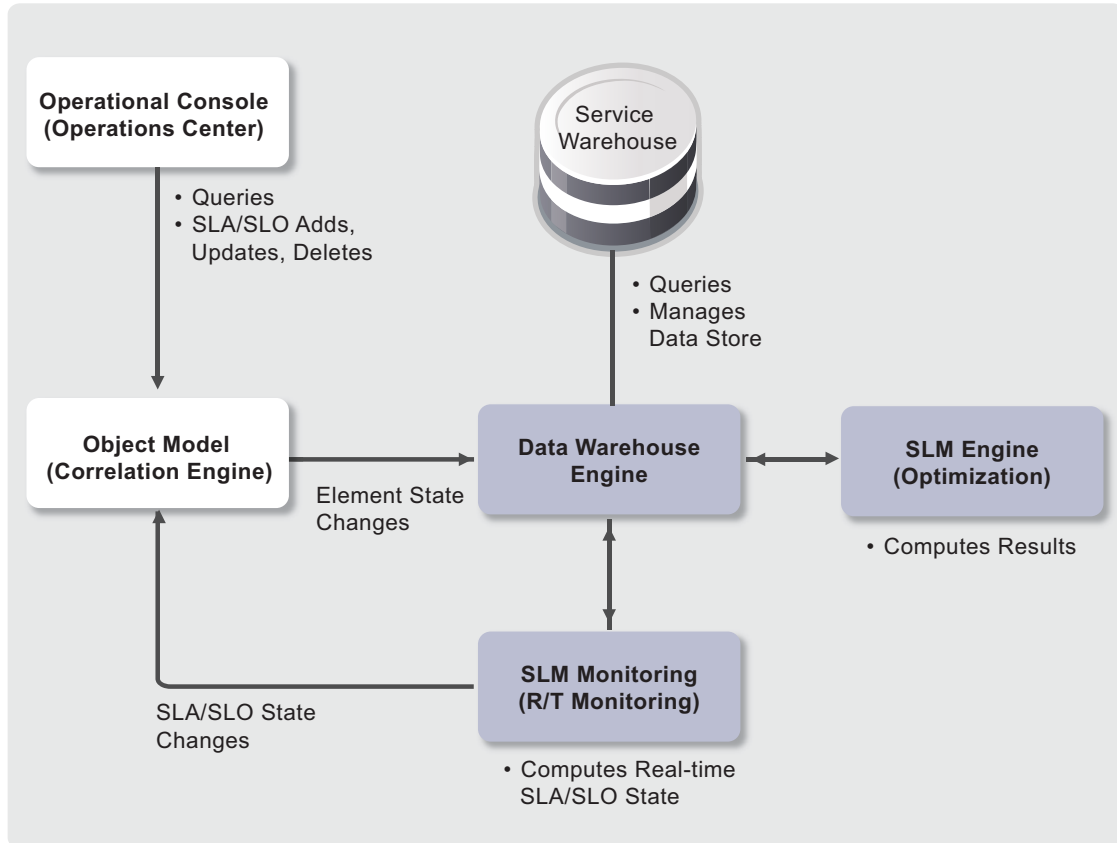 Operational Console
(Operations Center)
• Queries
• SLA/SLO Adds,
Updates, Deletes
Service
Warehouse
• Queries
• Manages
Data Store
Object Model
(Correlation Engine)
Element State
Changes
Data Warehouse
Engine
SLM Engine
(Optimization)
• Computes Results
SLM Monitoring
(R/T Monitoring)
SLA/SLO State
Changes
• Computes Real-time
SLA/SLO State